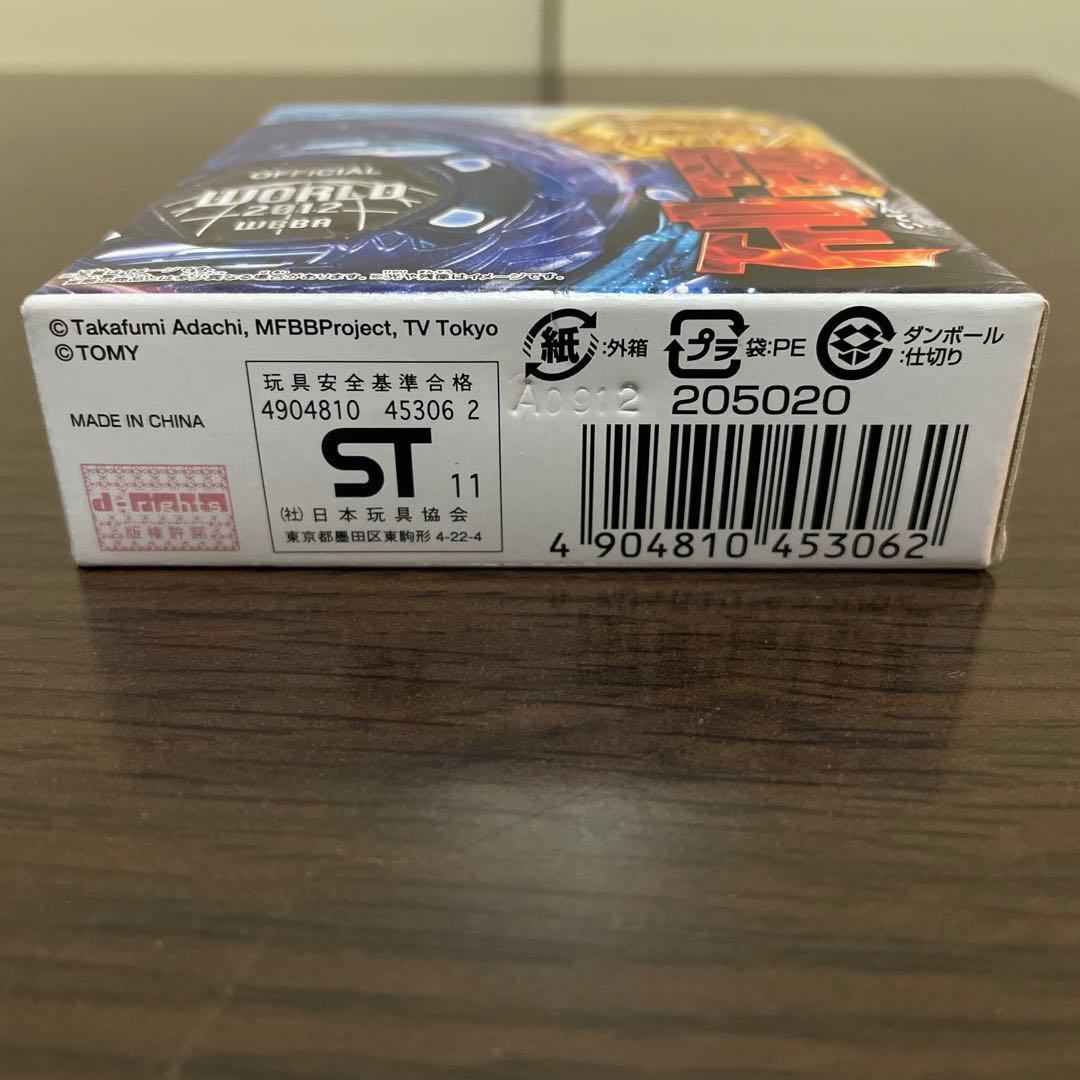 OFFICIAL
WORLD
2012
WBBA
©Takafumi Adachi, MFBBProject, TV Tokyo
©TOMY
MADE IN CHINA
d-rights
版権許諾
玩具安全基準合格
4904810 45306 2
ST 11
(社)日本玩具協会
東京都墨田区東駒形 4-22-4
紙:外箱
プラ 袋:PE
ダンボール
:仕切り
A0912
205020
4 904810 453062